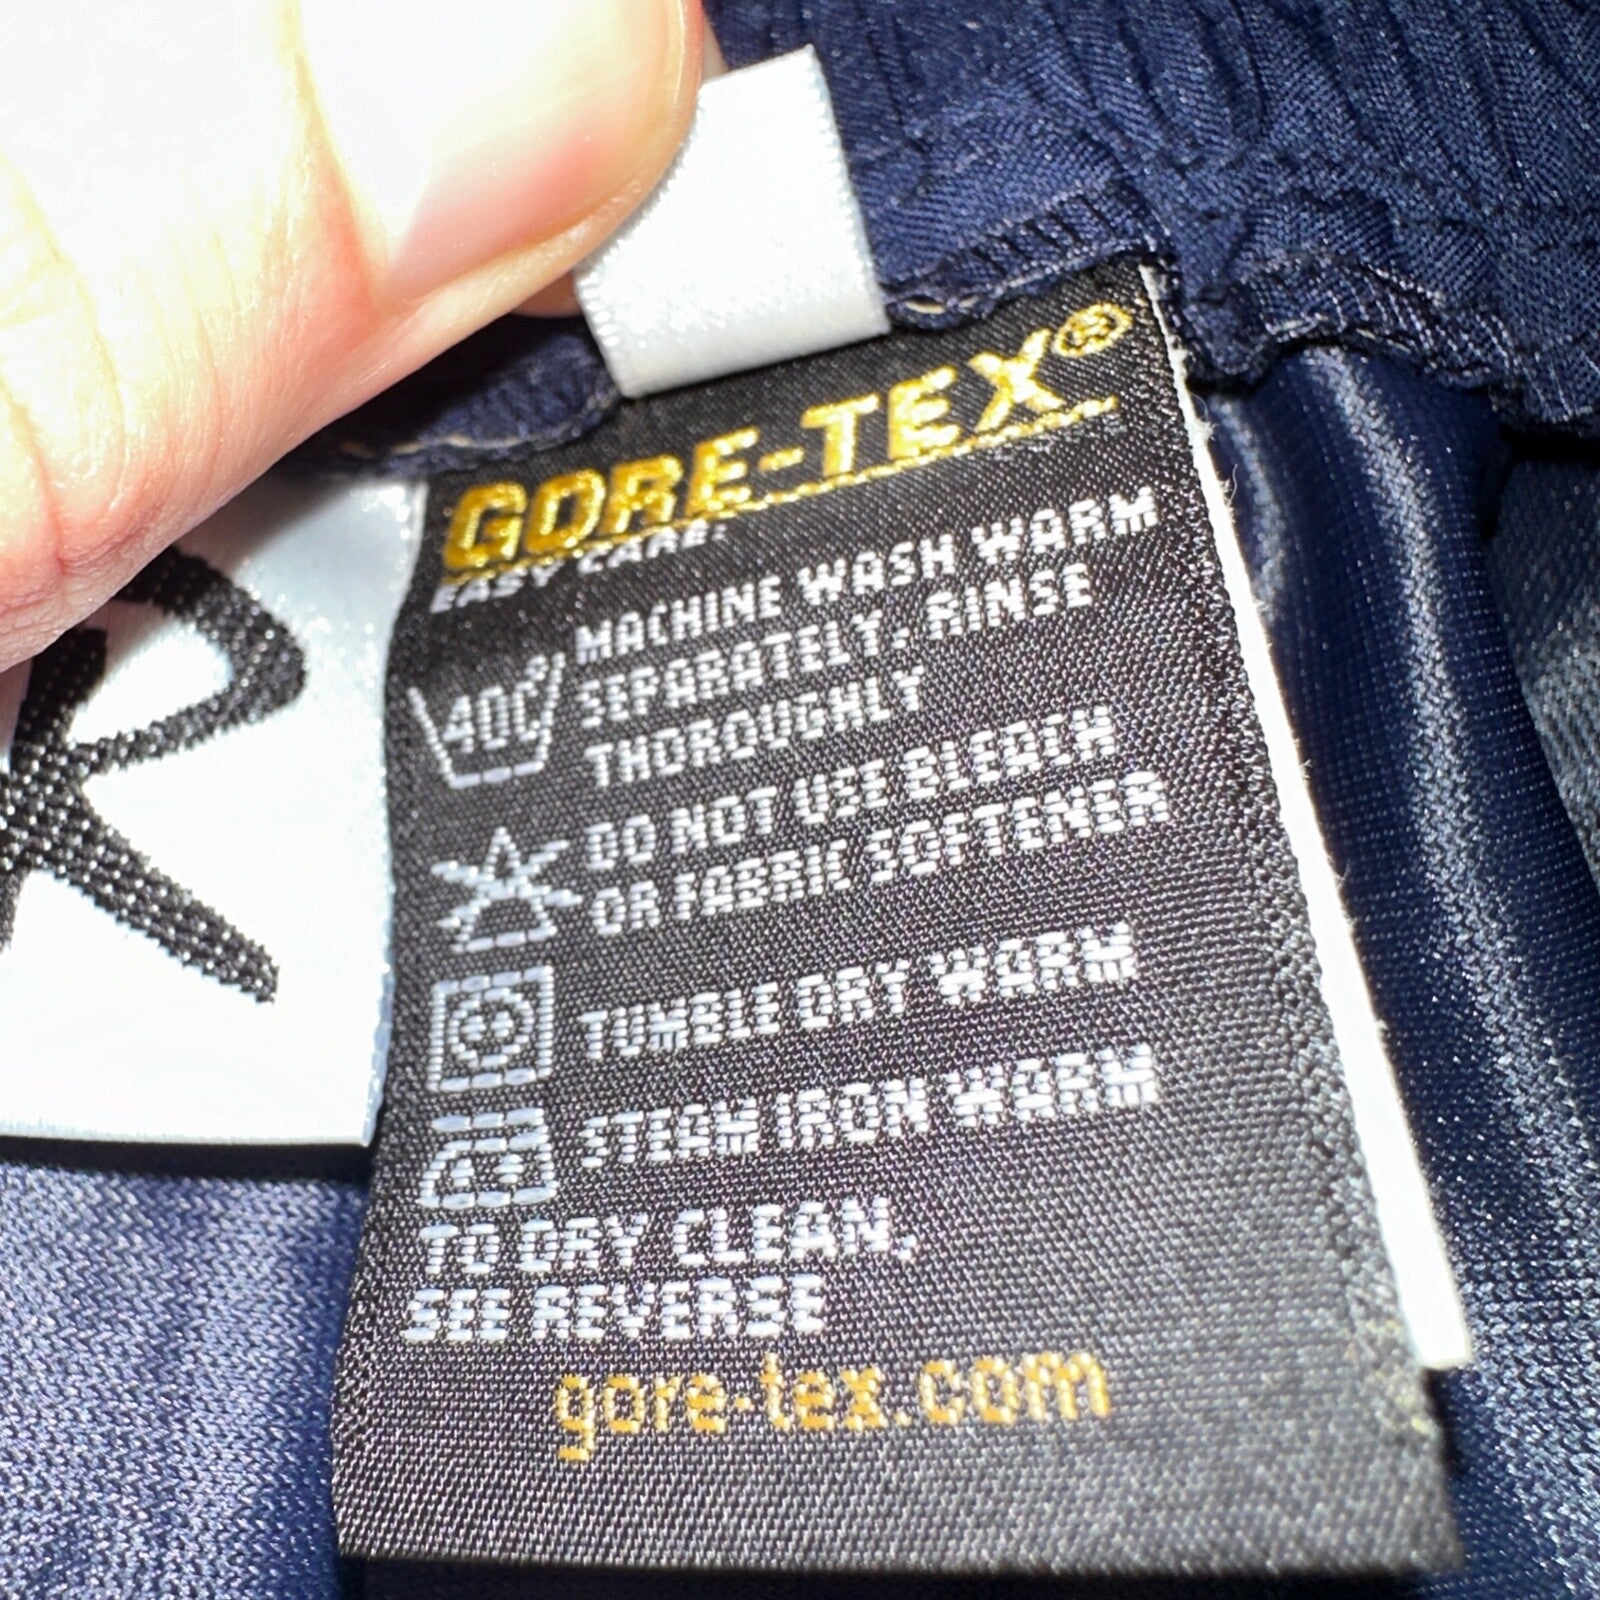 GORE-TEX®
EASY CARE:
40C°
MACHINE WASH WARM
SEPARATELY, RINSE
THOROUGHLY
DO NOT USE BLEACH
OR FABRIC SOFTENER
TUMBLE DRY WARM
STEAM IRON WARM
TO DRY CLEAN,
SEE REVERSE
gore-tex.com
R